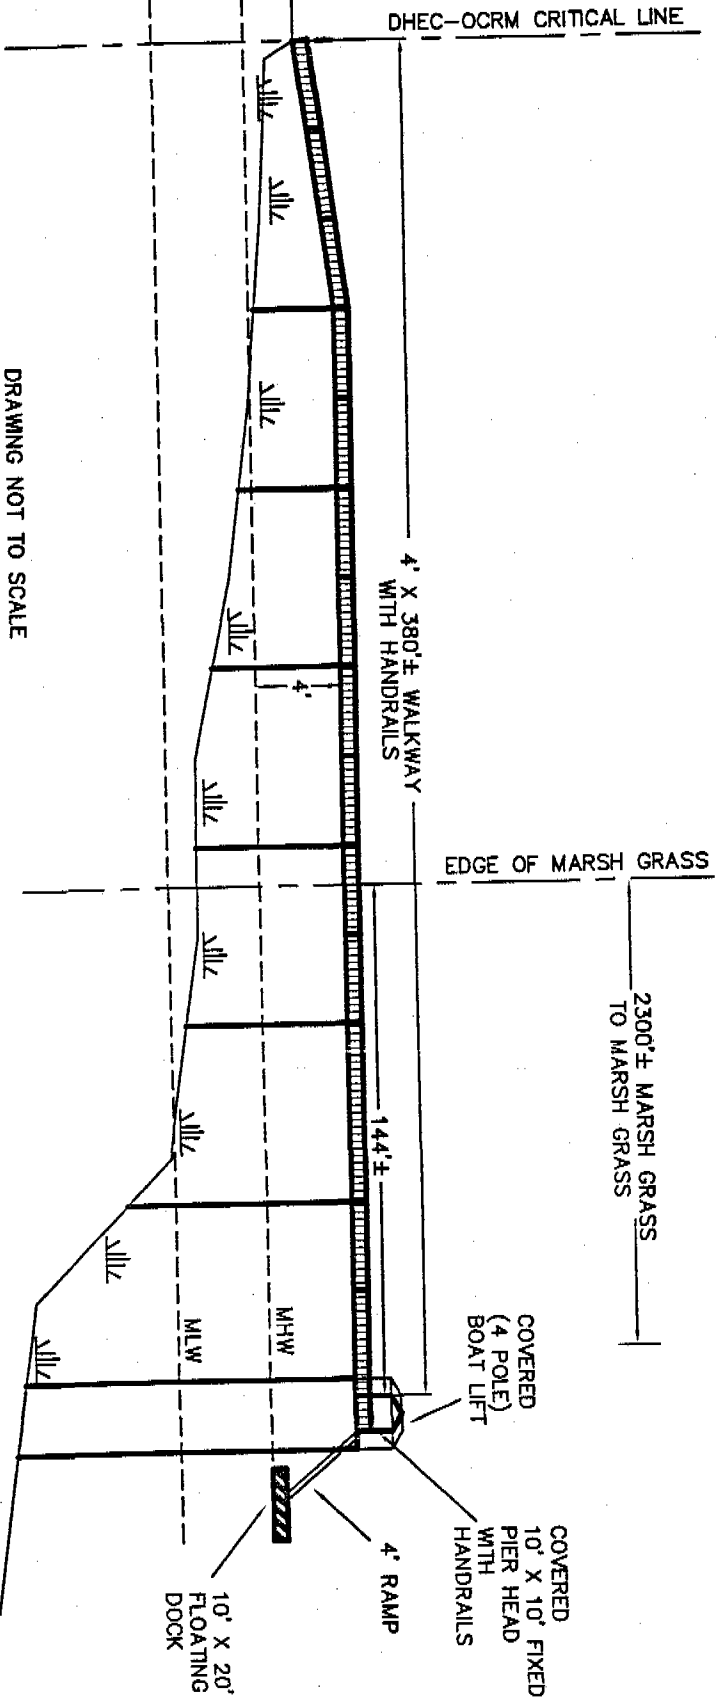 DHEC-OCRM CRITICAL LINE
4' X 380'± WALKWAY
WITH HANDRAILS
4'
DRAWING NOT TO SCALE
EDGE OF MARSH GRASS
2300'± MARSH GRASS
TO MARSH GRASS
144'±
MHW
MLW
COVERED
(4 POLE)
BOAT LIFT
COVERED
10' X 10' FIXED
PIER HEAD
WITH
HANDRAILS
4' RAMP
10' X 20'
FLOATING
DOCK